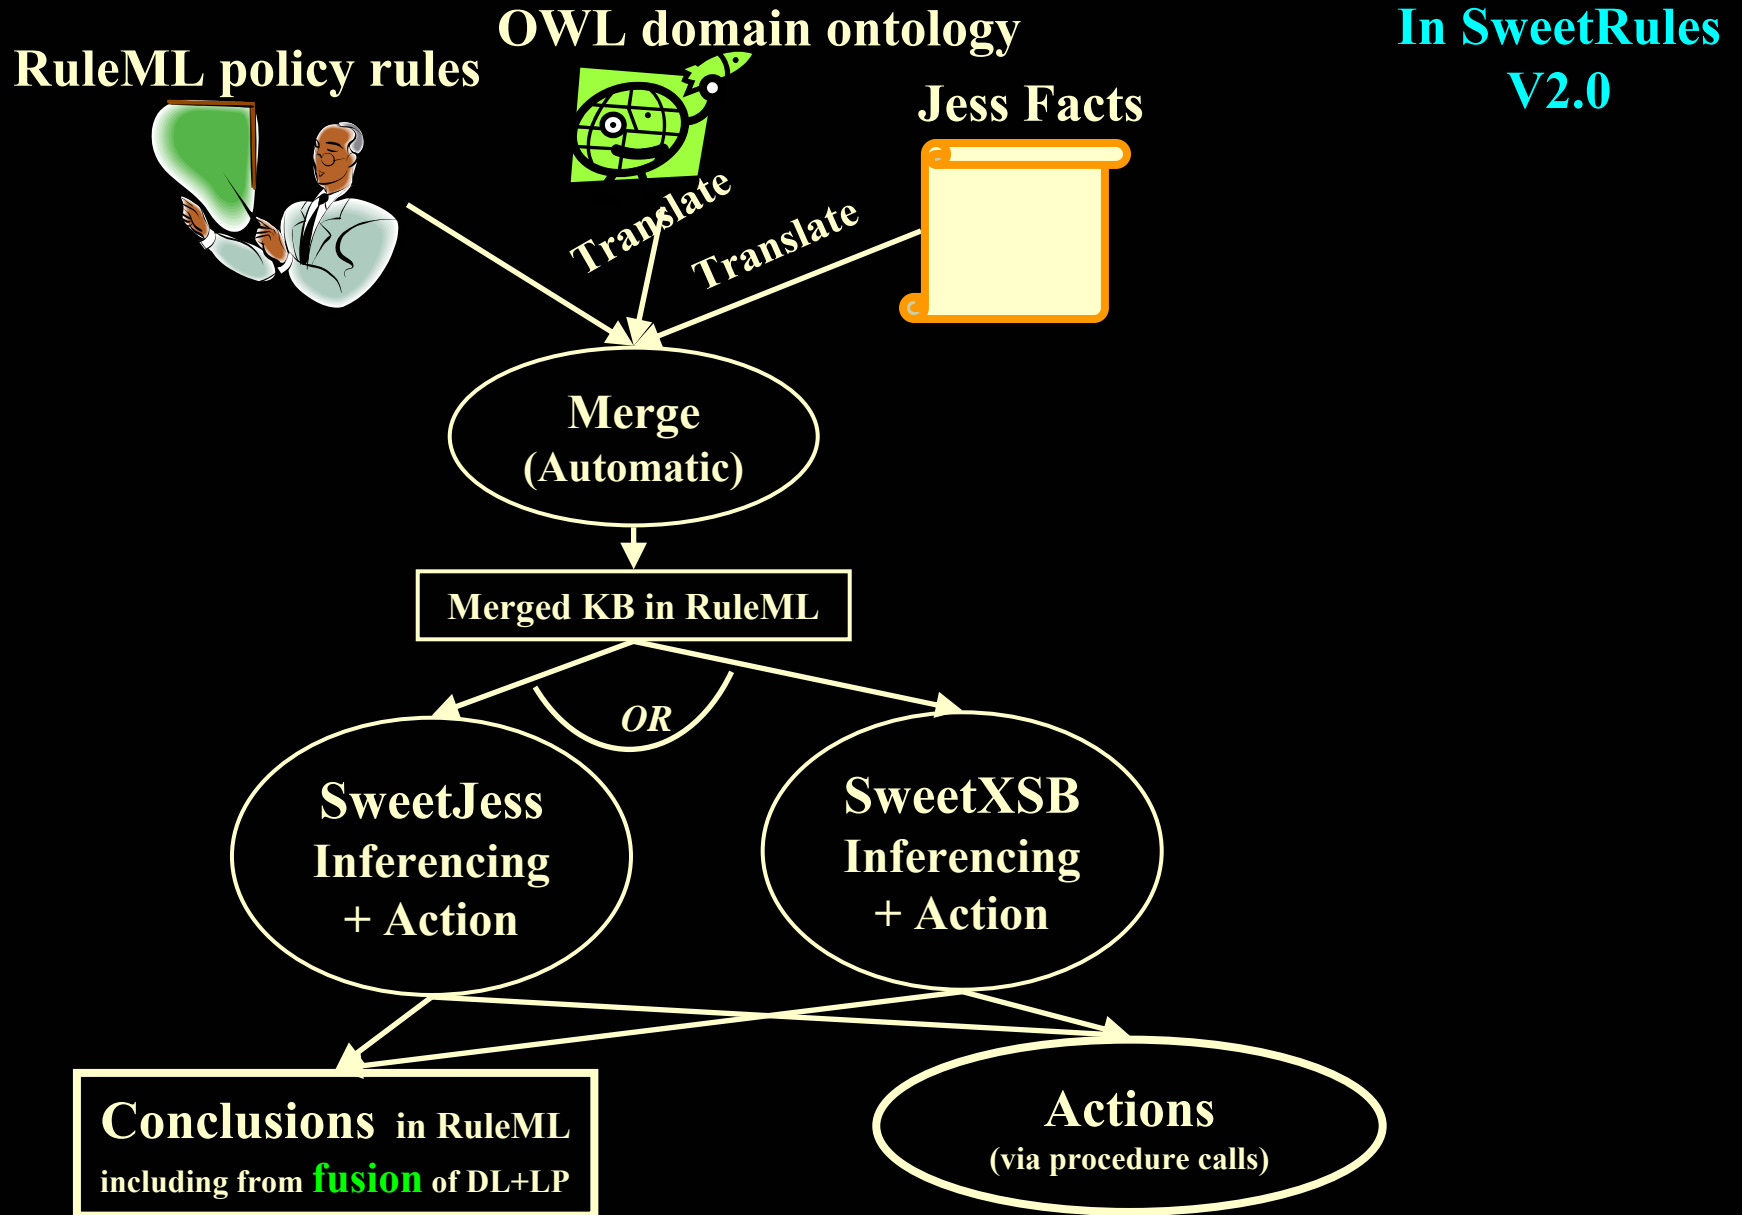 OWL domain ontology
In SweetRules
V2.0
RuleML policy rules
Jess Facts
Translate
Translate
Merge
(Automatic)
Merged KB in RuleML
OR
SweetJess
Inferencing
+ Action
SweetXSB
Inferencing
+ Action
Conclusions in RuleML
including from fusion of DL+LP
Actions
(via procedure calls)